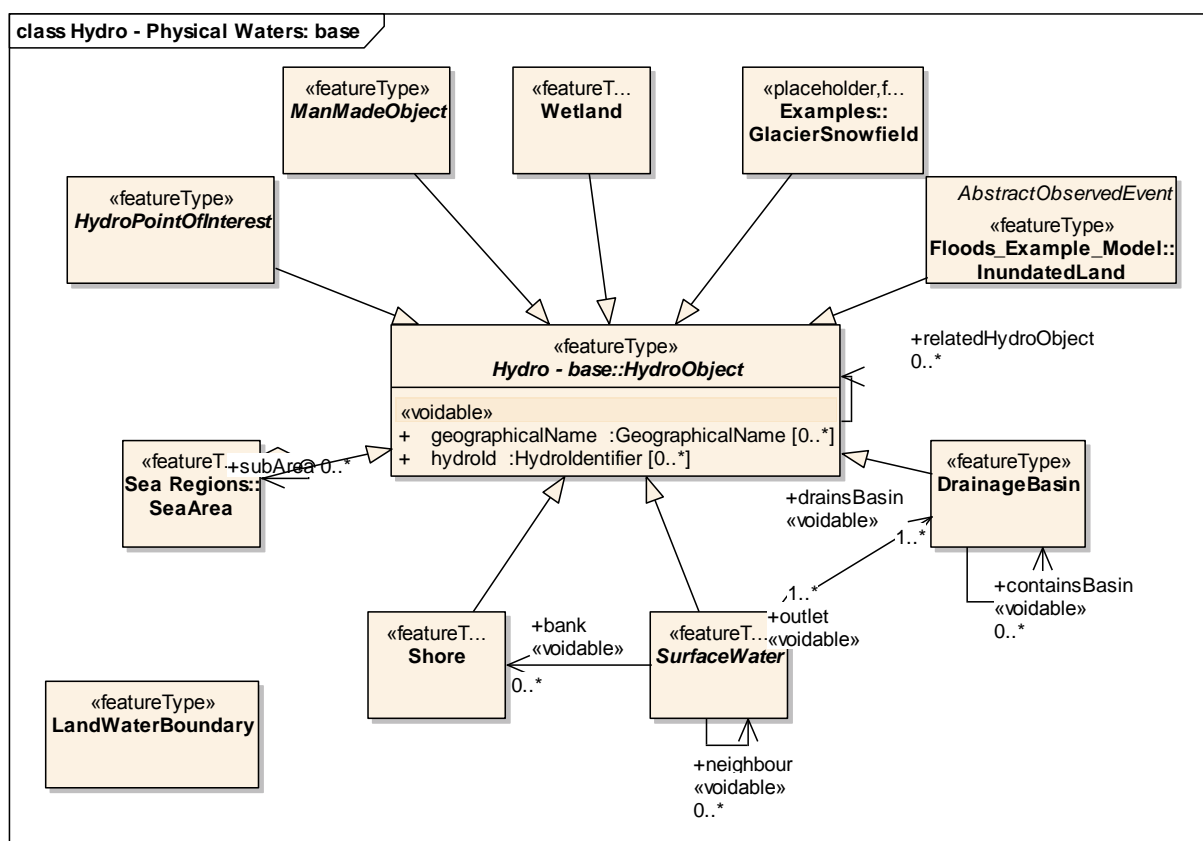 class Hydro - Physical Waters: base
«featureType»
ManMadeObject
«featureT...
Wetland
«placeholder,f...
Examples::
GlacierSnowfield
«featureType»
HydroPointOfInterest
AbstractObservedEvent
«featureType»
Floods_Example_Model::
InundatedLand
«featureType»
Hydro - base::HydroObject
«voidable»
+ geographicalName :GeographicalName [0..*]
+ hydroId :HydroIdentifier [0..*]
+relatedHydroObject
0..*
«featureT...
Sea Regions::
SeaArea
+subArea 0..*
«featureType»
DrainageBasin
+drainsBasin
«voidable»
1..*
+containsBasin
«voidable»
0..*
1..*
+outlet
«voidable»
«featureT...
Shore
+bank
«voidable»
0..*
«featureT...
SurfaceWater
+neighbour
«voidable»
0..*
«featureType»
LandWaterBoundary